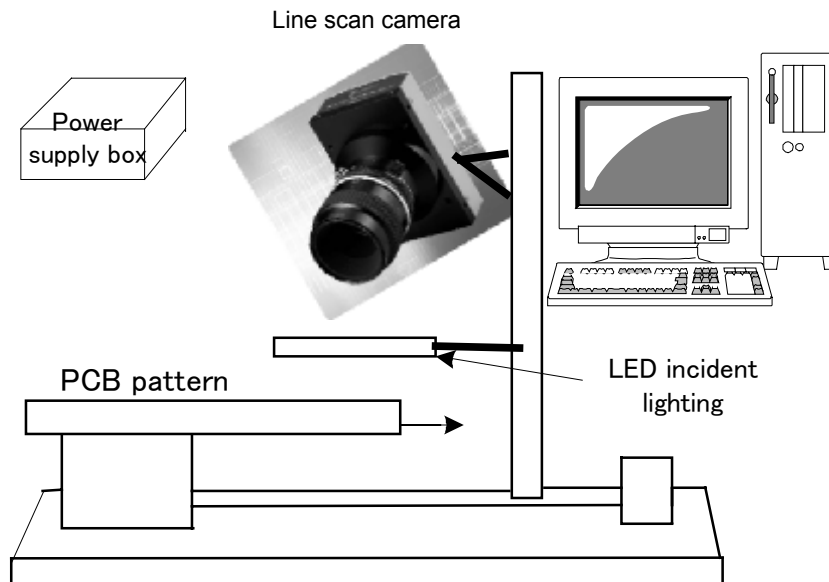 Line scan camera
Power
supply box
PCB pattern
LED incident
lighting